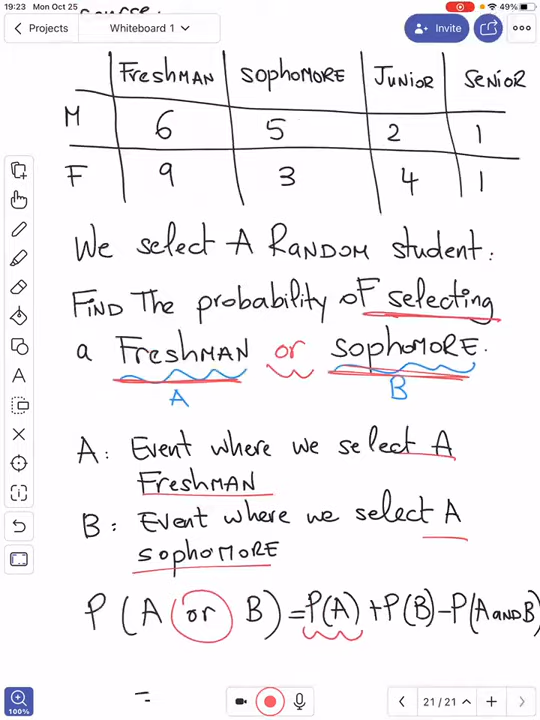 19:23 Mon Oct 25
49%
course.
Projects
Whiteboard 1
Invite
Freshman Sophomore Junior Senior
M 6 5 2 1
F 9 3 4 1
We select A Random student:
Find The probability of selecting
a Freshman or sophomore.
A B
A: Event where we select A
Freshman
B: Event where we select A
sophomore
P (A or B) = P(A) + P(B) - P(A and B)
=
A
100%
21/21